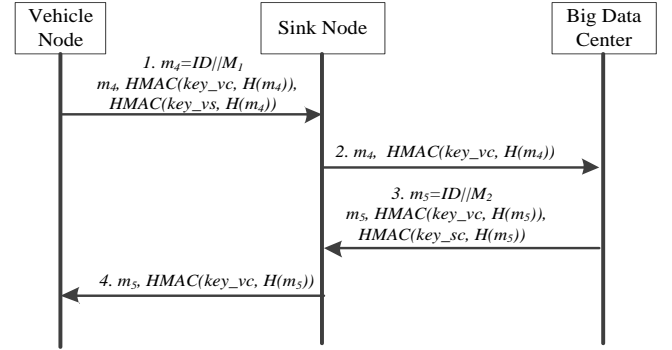 Vehicle
Node
Sink Node
Big Data
Center
1. m₄=ID//M₁
m₄, HMAC(key_vc, H(m₄)),
HMAC(key_vs, H(m₄))
2. m₄, HMAC(key_vc, H(m₄))
3. m₅=ID//M₂
m₅, HMAC(key_vc, H(m₅)),
HMAC(key_sc, H(m₅))
4. m₅, HMAC(key_vc, H(m₅))